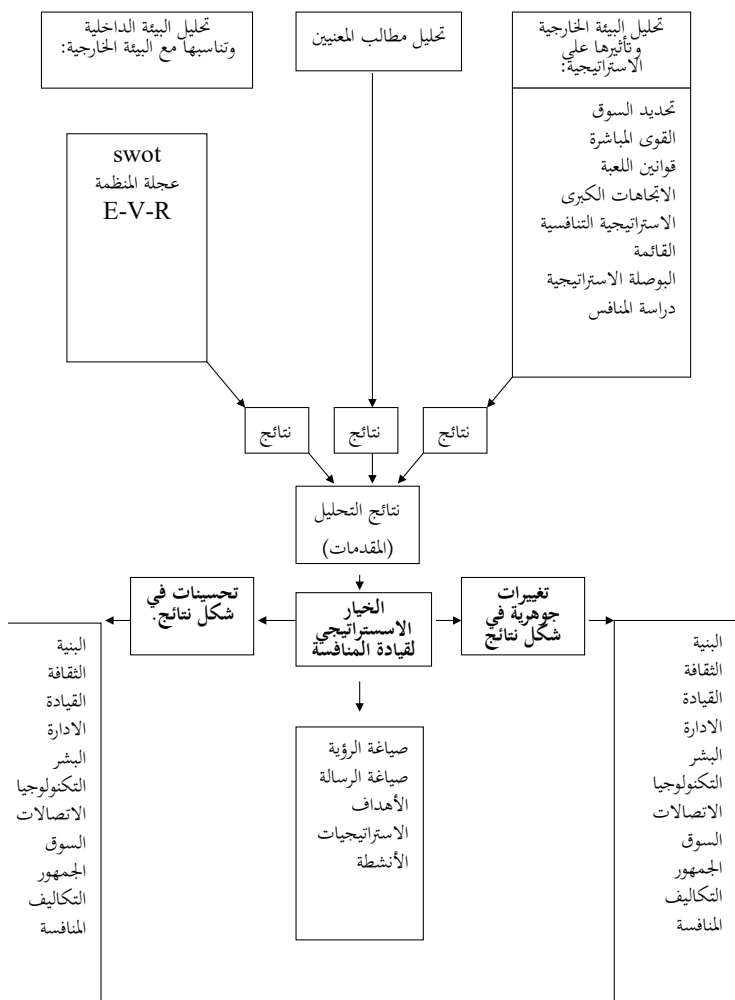 تحليل البيئة الخارجية
وتأثيرها على
الاستراتيجية:
تحليل مطالب المعنيين
تحليل البيئة الداخلية
وتناسبها مع البيئة الخارجية:
تحديد السوق
القوى المباشرة
قوانين اللعبة
الاتجاهات الكبرى
الاستراتيجية التنافسية
القائمة
البوصلة الاستراتيجية
دراسة المنافس
swot
عجلة المنظمة
E-V-R
نتائج
نتائج
نتائج
نتائج التحليل
(المقدمات)
تغييرات
جوهرية في
شكل نتائج
الخيار
الاسستراتيجي
لقيادة المنافسة
تحسينات في
شكل نتائج.
البنية
الثقافة
القيادة
الادارة
البشر
التكنولوجيا
الاتصالات
السوق
الجمهور
التكاليف
المنافسة
صياغة الرؤية
صياغة الرسالة
الأهداف
الاستراتيجيات
الأنشطة
البنية
الثقافة
القيادة
الادارة
البشر
التكنولوجيا
الاتصالات
السوق
الجمهور
التكاليف
المنافسة